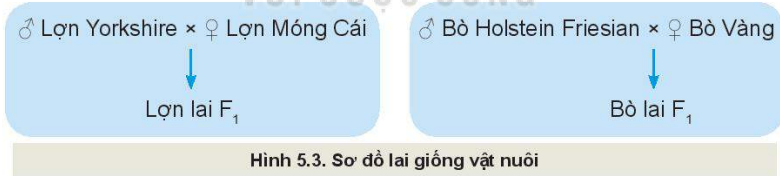 ♂ Lợn Yorkshire × ♀ Lợn Móng Cái
Lợn lai F₁
♂ Bò Holstein Friesian × ♀ Bò Vàng
Bò lai F₁
Hình 5.3. Sơ đồ lai giống vật nuôi